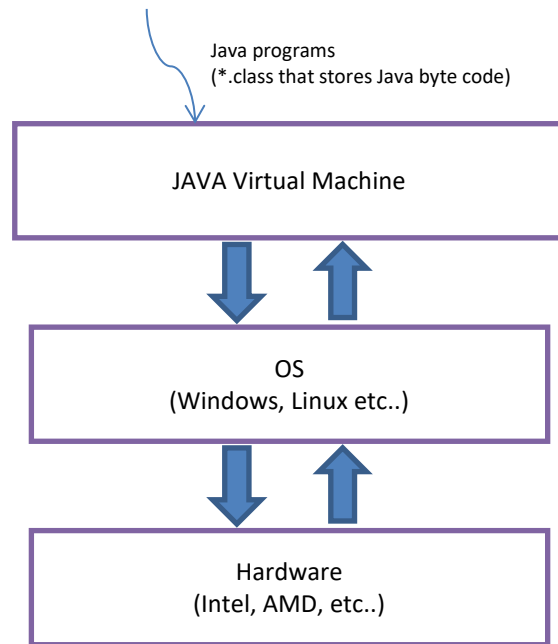 Java programs
(*.class that stores Java byte code)
JAVA Virtual Machine
OS
(Windows, Linux etc..)
Hardware
(Intel, AMD, etc..)